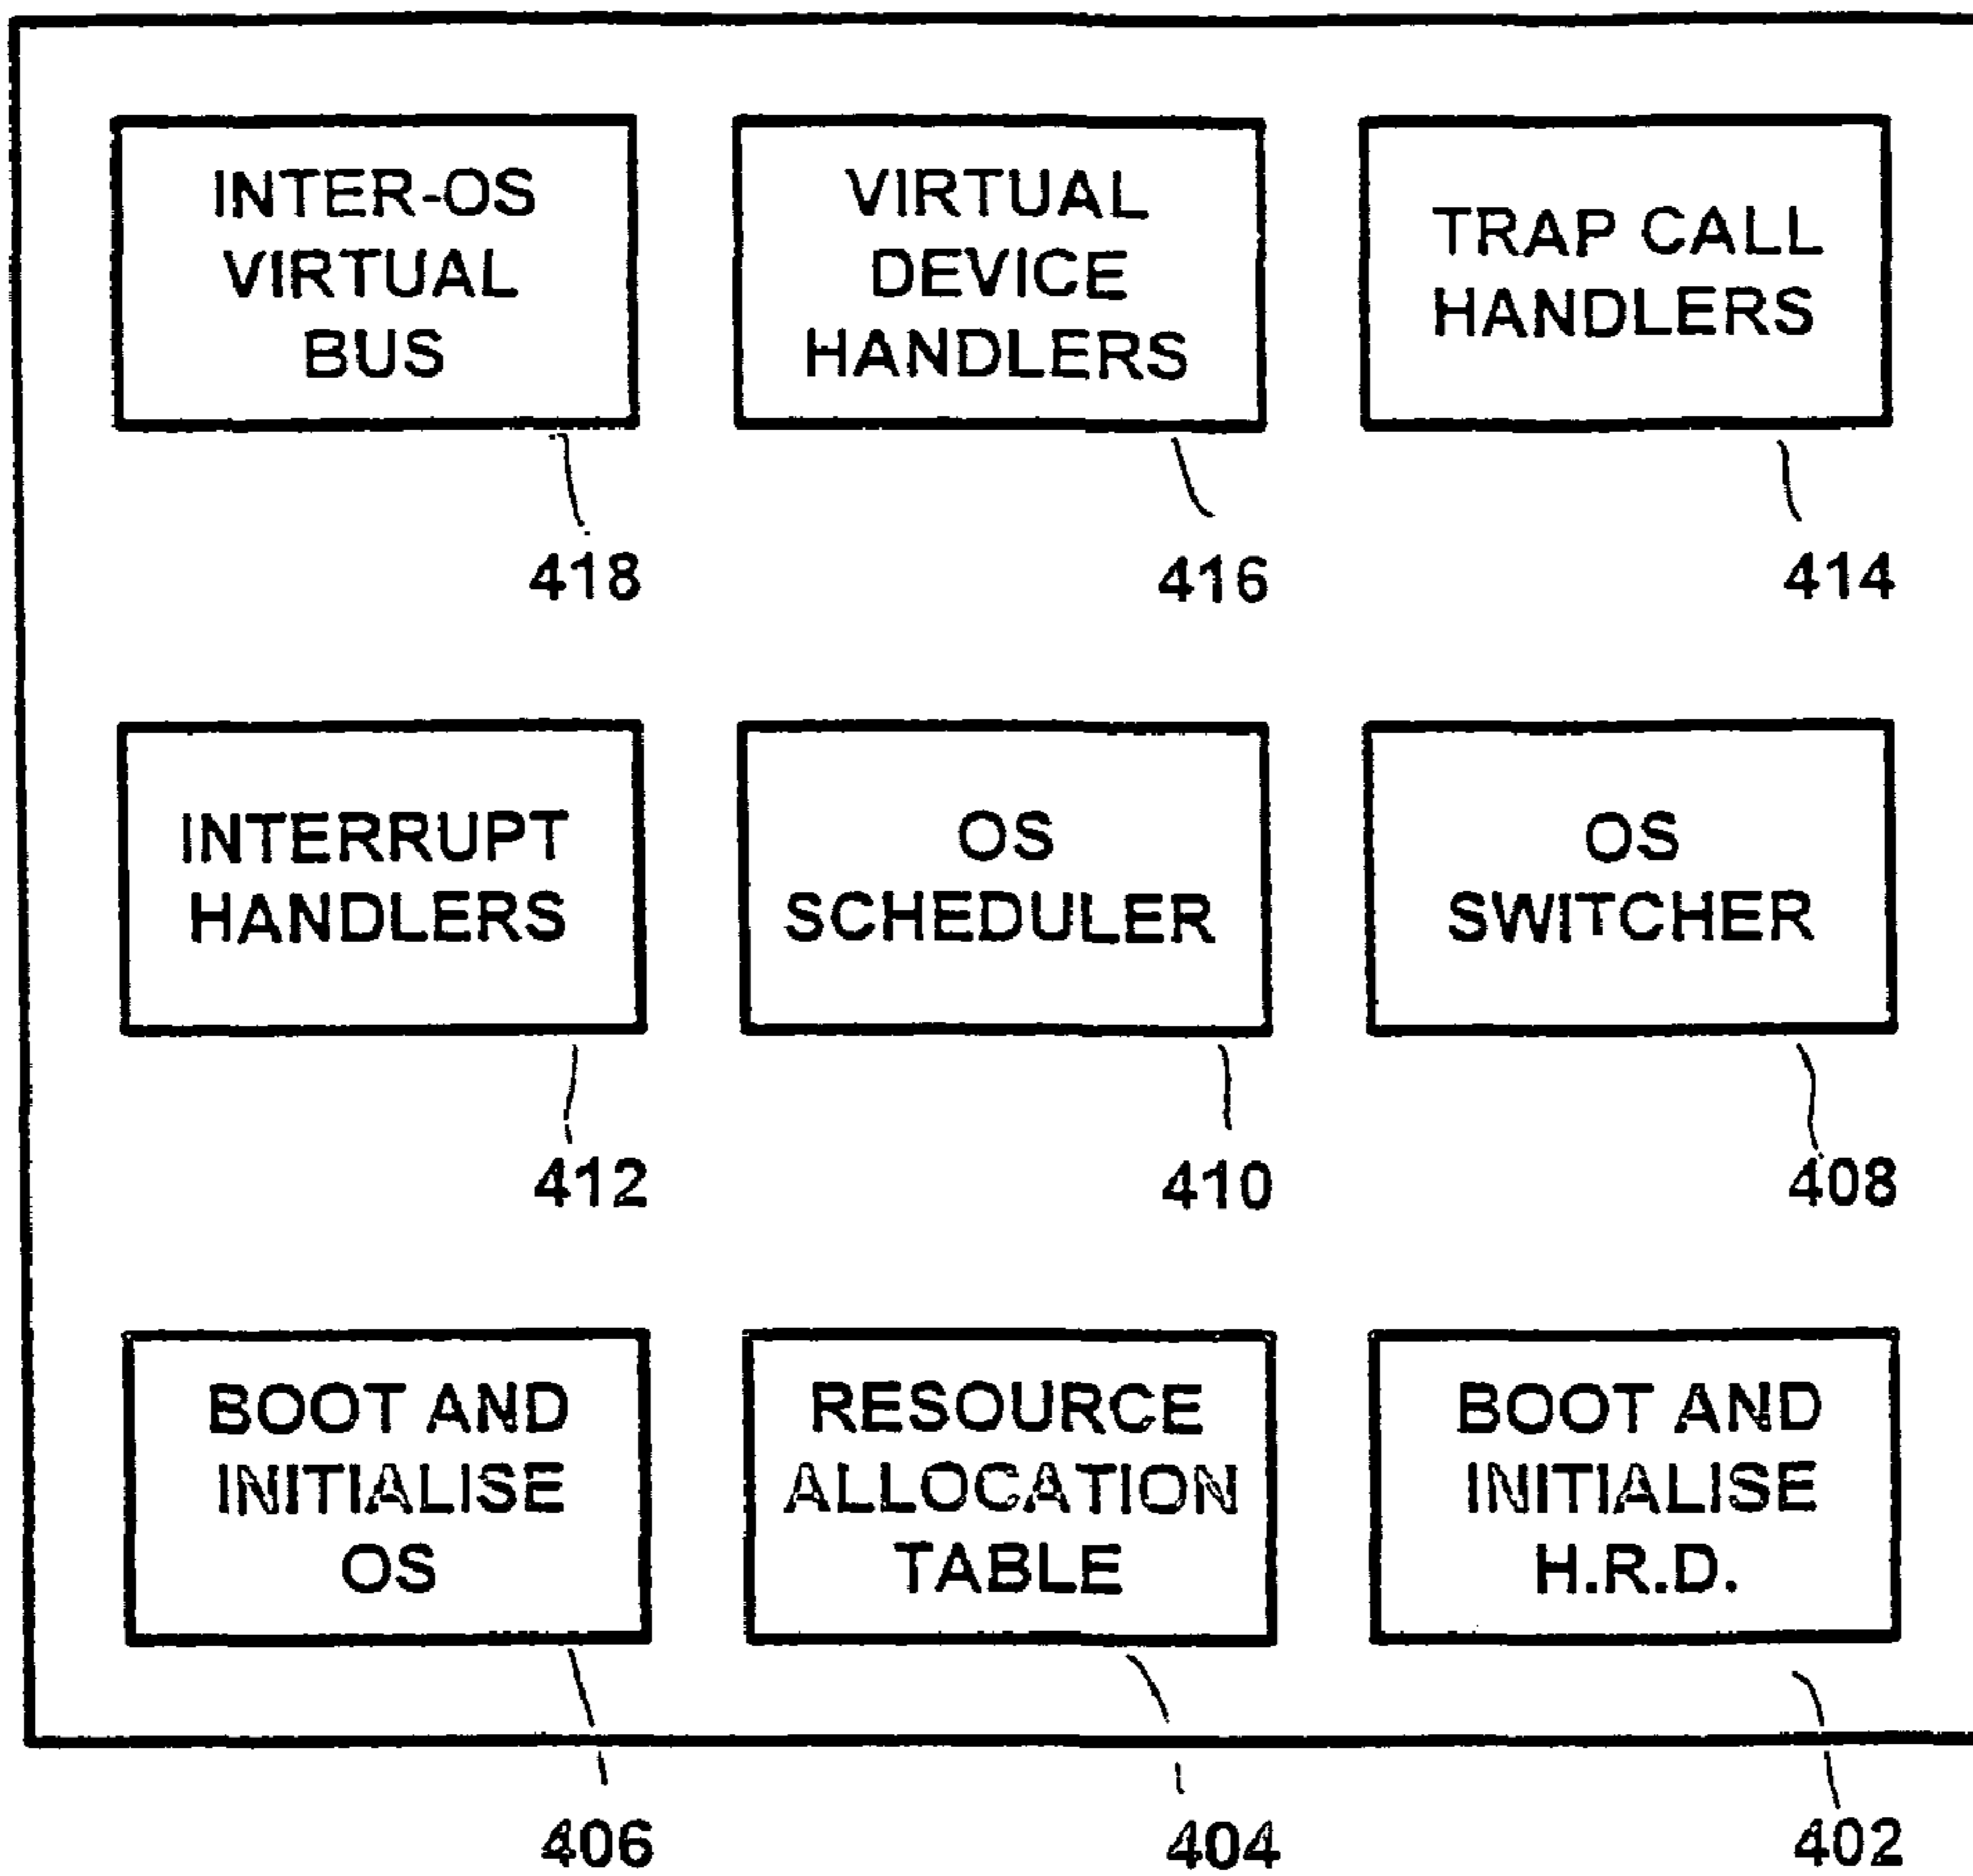 INTER-OS
VIRTUAL
BUS
418
VIRTUAL
DEVICE
HANDLERS
416
TRAP CALL
HANDLERS
414
INTERRUPT
HANDLERS
412
OS
SCHEDULER
410
OS
SWITCHER
408
BOOT AND
INITIALISE
OS
406
RESOURCE
ALLOCATION
TABLE
404
BOOT AND
INITIALISE
H.R.D.
402